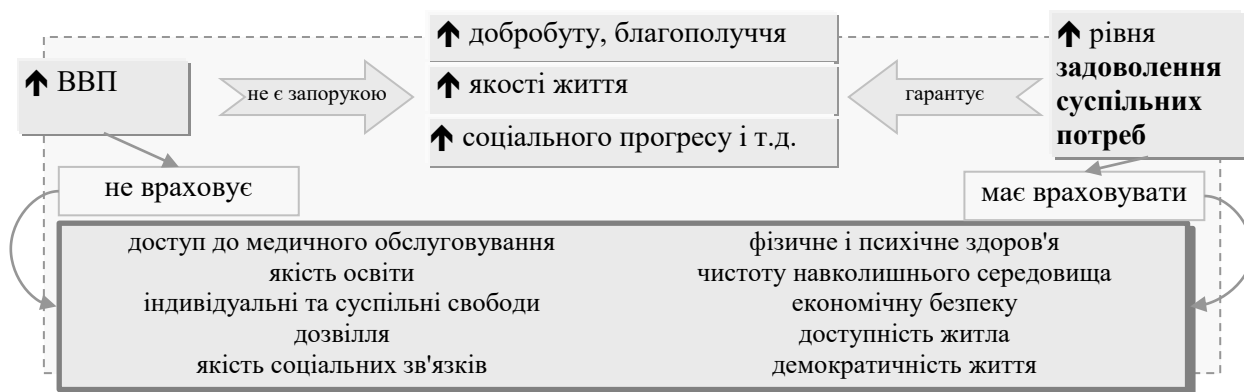 🡹 ВВП
не є запорукою
🡹 добробуту, благополуччя
🡹 якості життя
🡹 соціального прогресу і т.д.
гарантує
🡹 рівня
задоволення
суспільних
потреб
не враховує
має враховувати
доступ до медичного обслуговування
якість освіти
індивідуальні та суспільні свободи
дозвілля
якість соціальних зв'язків
фізичне і психічне здоров'я
чистоту навколишнього середовища
економічну безпеку
доступність житла
демократичність життя